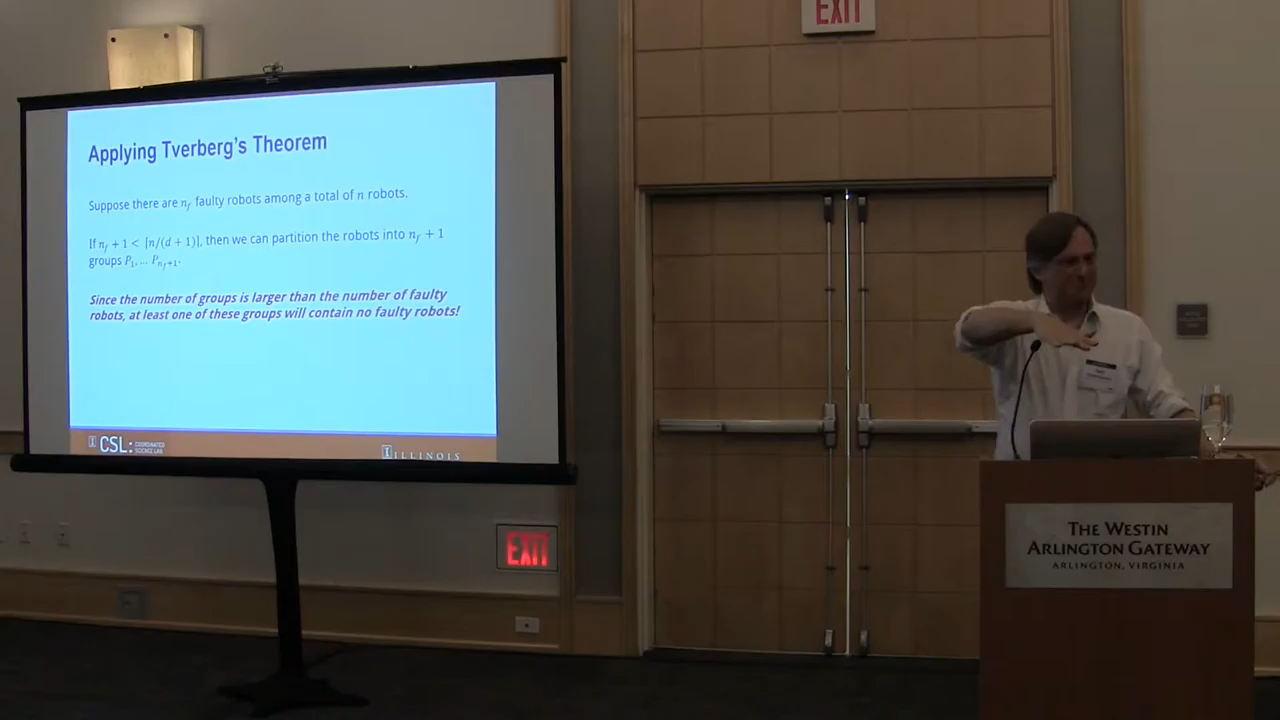 EXIT
Applying Tverberg's Theorem
Suppose there are n_f faulty robots among a total of n robots.
If n_f + 1 < ⌈n/(d + 1)⌉, then we can partition the robots into n_f + 1
groups P_1, … P_{n_f+1}.
Since the number of groups is larger than the number of faulty
robots, at least one of these groups will contain no faulty robots!
I CSL: COORDINATED
SCIENCE LAB
I ILLINOIS
EXIT
THE WESTIN
ARLINGTON GATEWAY
ARLINGTON, VIRGINIA